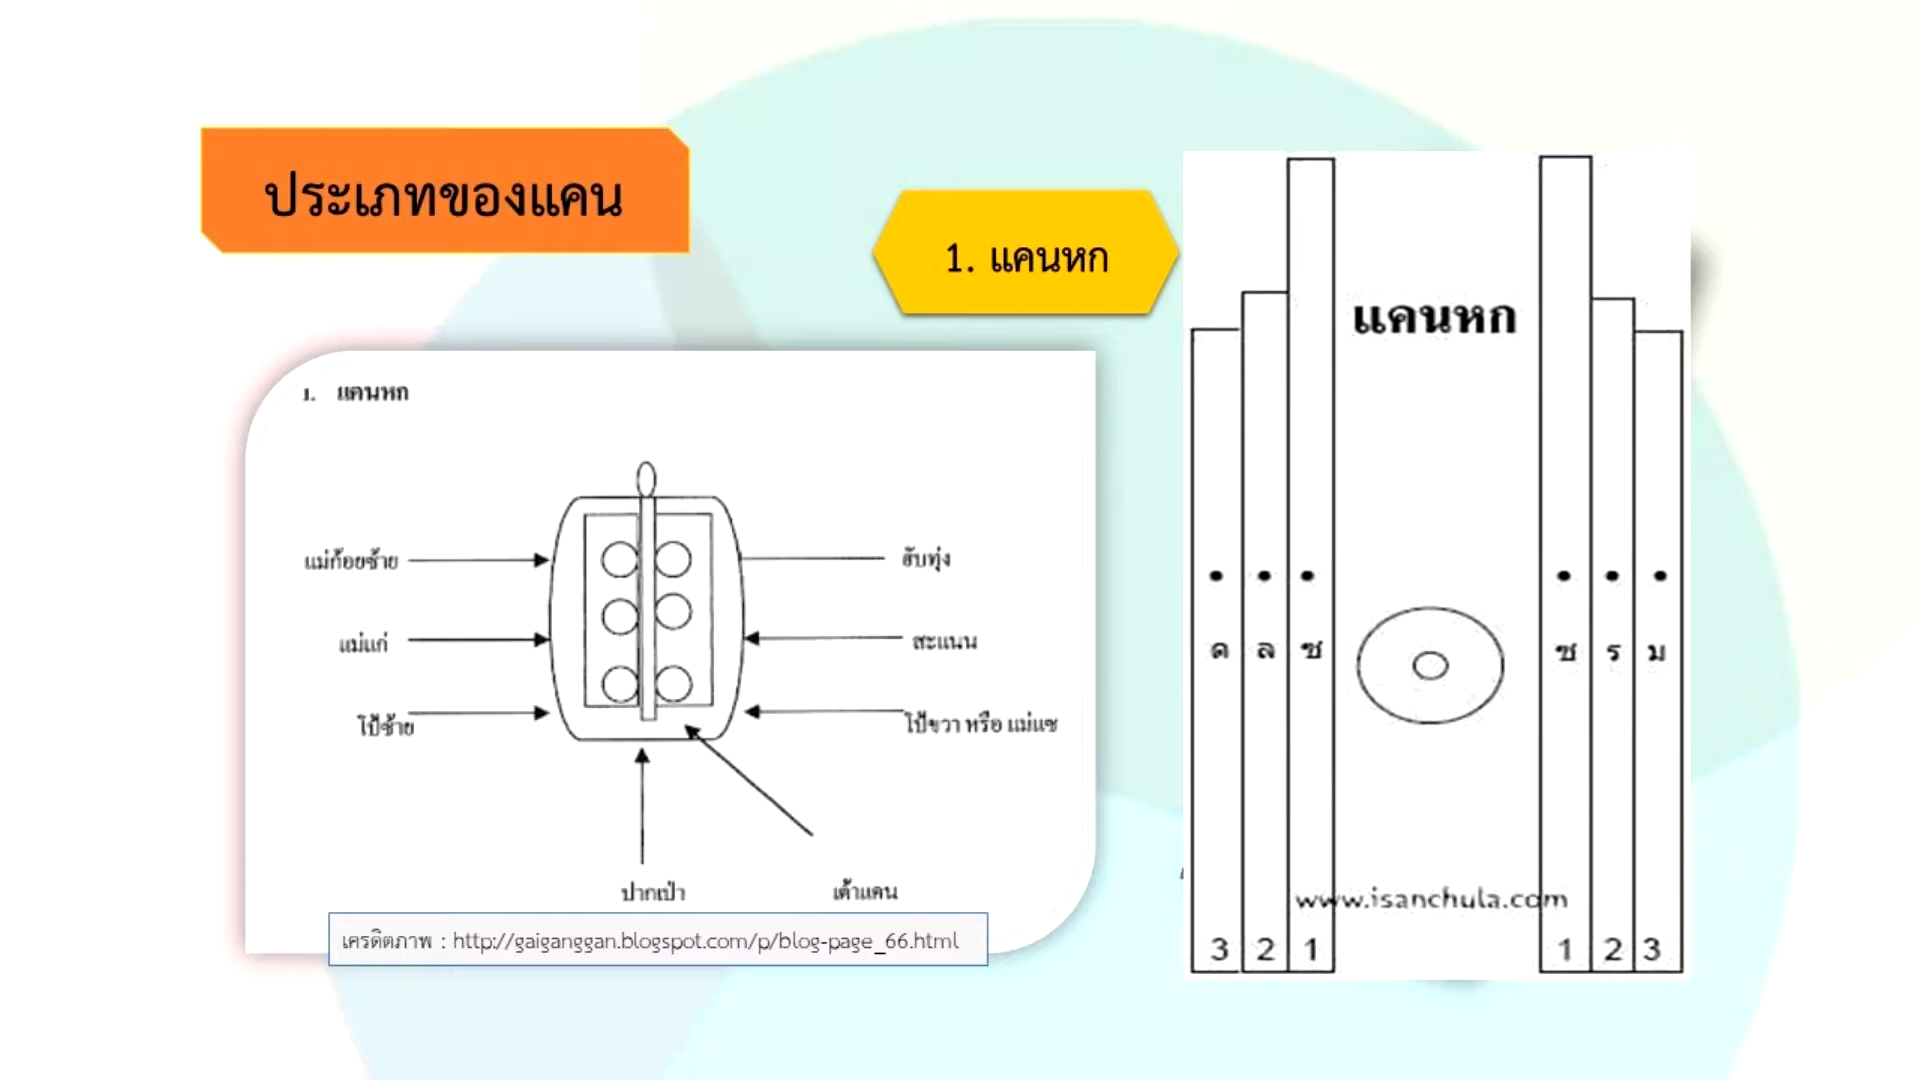 ประเภทของแคน
1. แคนหก
1. แคนหก
แม่ก้อยซ้าย
ฮับทุ่ง
แม่แก่
สะแนน
โป้ซ้าย
โป้ขวา หรือ แม่แซ
ปากเป่า
เต้าแคน
เครดิตภาพ : http://gaiganggan.blogspot.com/p/blog-page_66.html
แคนหก
ด ล ซ ซ ร ม
www.isanchula.com
3 2 1 1 2 3